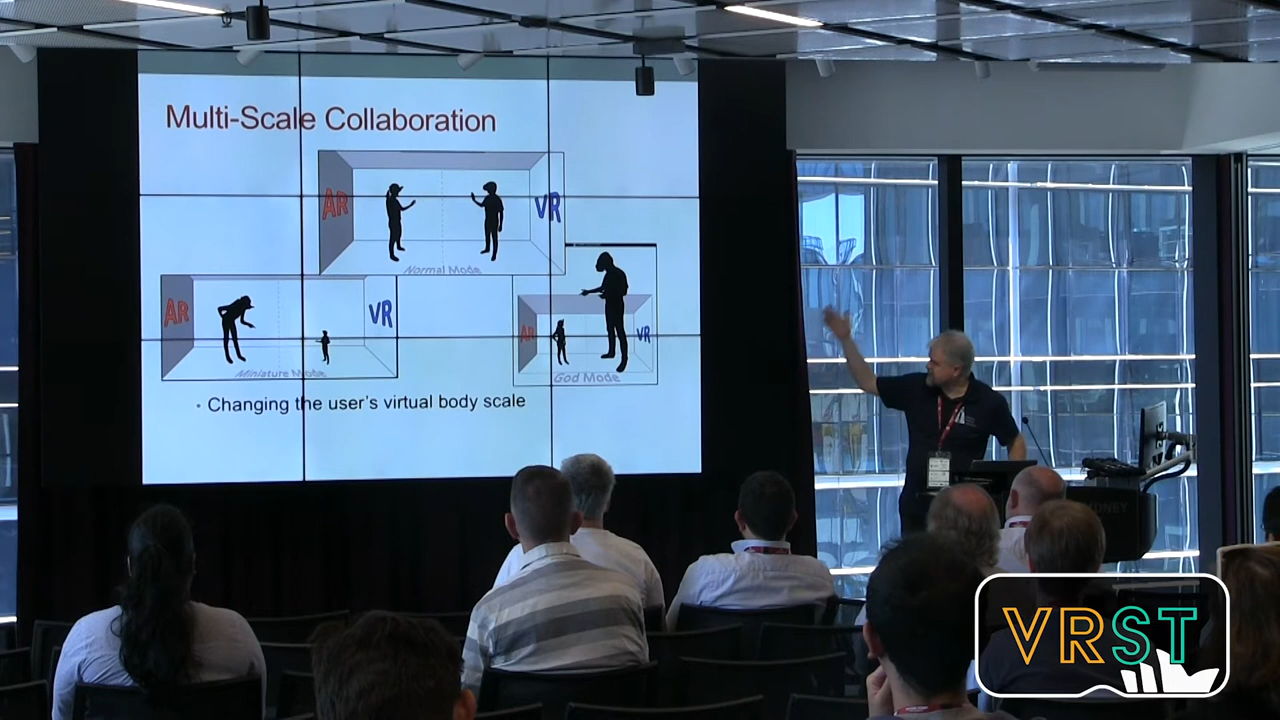 Multi-Scale Collaboration
AR
VR
Normal Mode
AR
VR
Miniature Mode
AR
VR
God Mode
• Changing the user's virtual body scale
SYDNEY
VRST